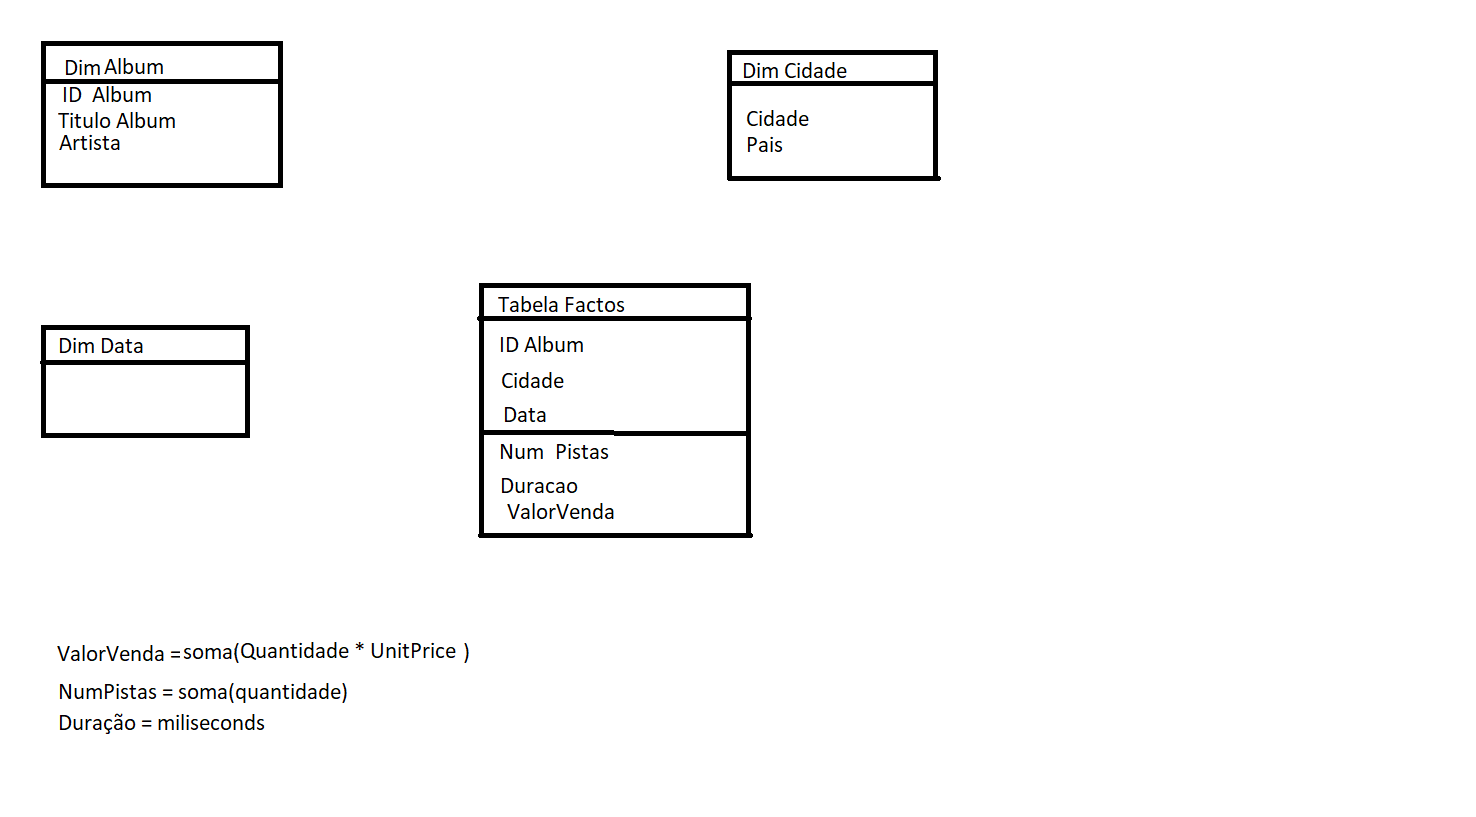 Dim Album
ID Album
Titulo Album
Artista
Dim Cidade
Cidade
Pais
Dim Data
Tabela Factos
ID Album
Cidade
Data
Num Pistas
Duracao
ValorVenda
ValorVenda =soma(Quantidade * UnitPrice )
NumPistas = soma(quantidade)
Duração = miliseconds